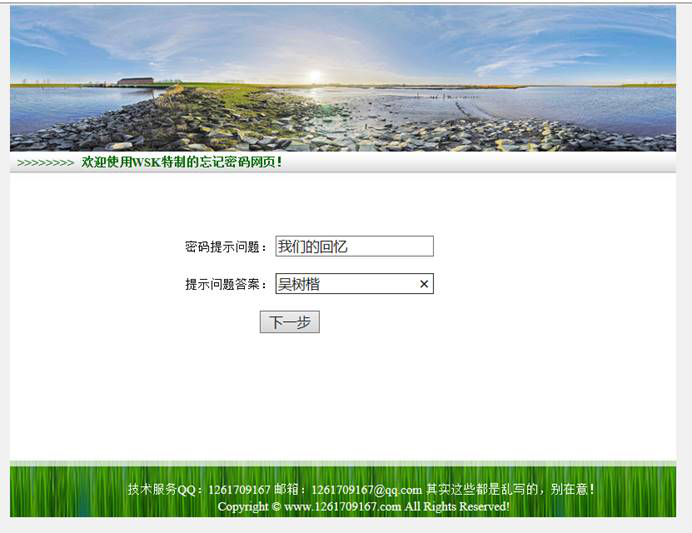 >>>>>>>> 欢迎使用WSK特制的忘记密码网页！
密码提示问题： 我们的回忆
提示问题答案： 吴树楷 ×
下一步
技术服务QQ：1261709167 邮箱：1261709167@qq.com 其实这些都是乱写的，别在意！
Copyright © www.1261709167.com All Rights Reserved!